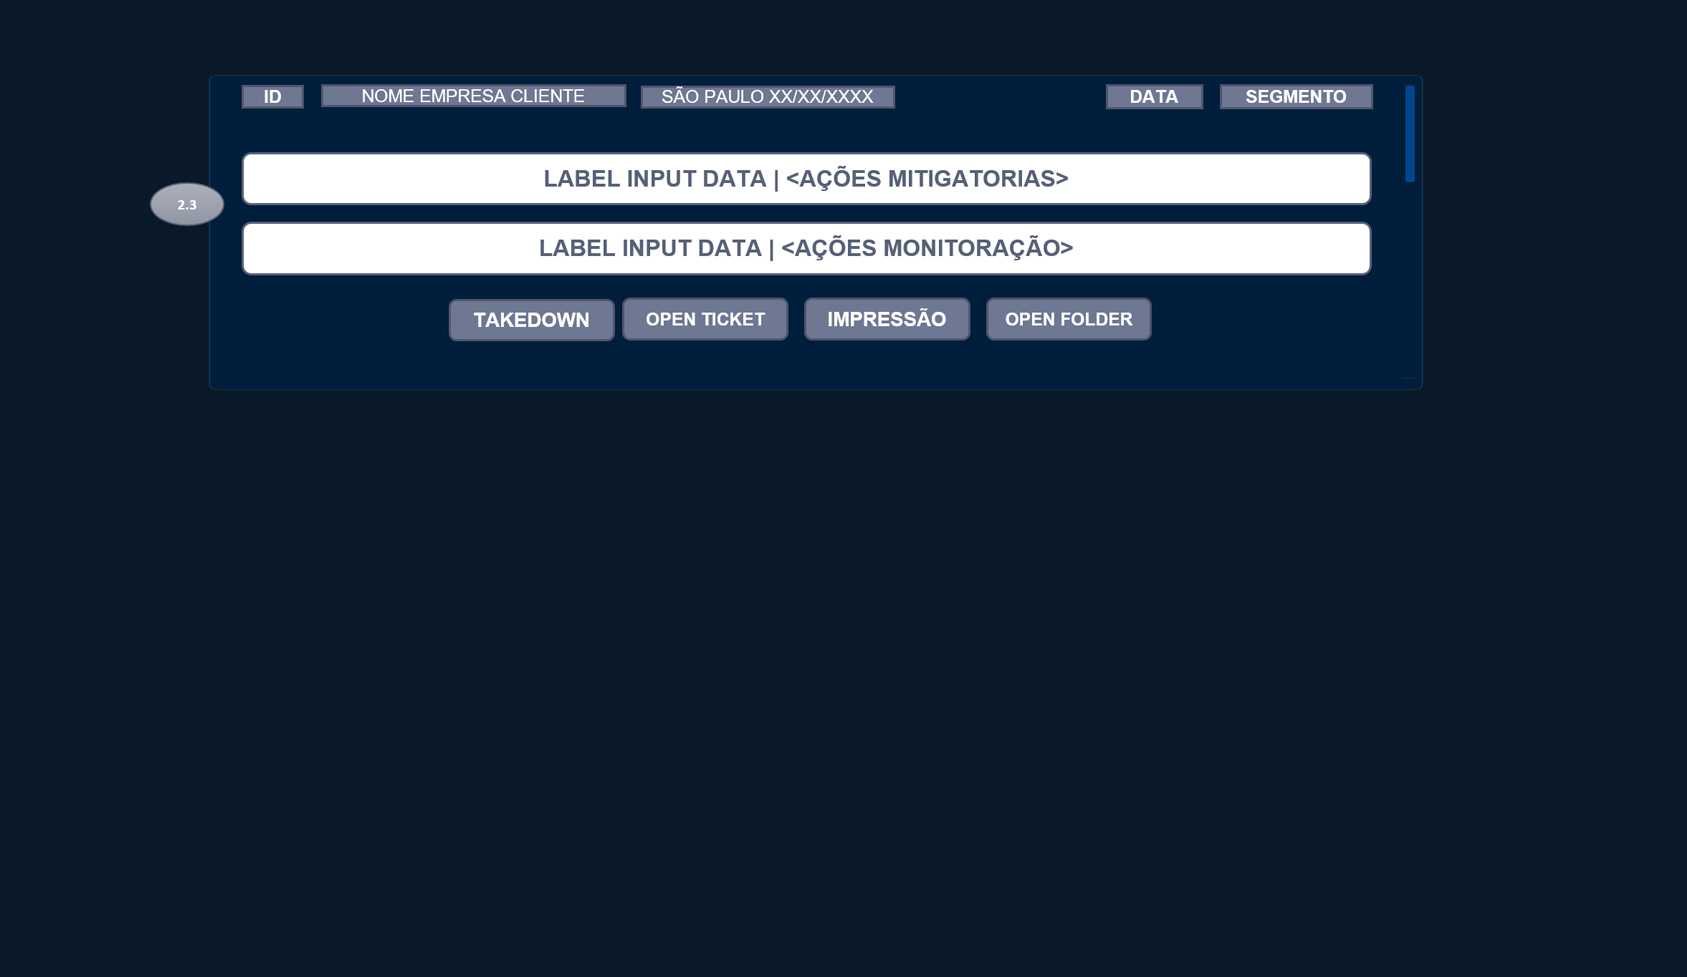 ID
NOME EMPRESA CLIENTE
SÃO PAULO XX/XX/XXXX
DATA
SEGMENTO
LABEL INPUT DATA | <AÇÕES MITIGATORIAS>
2.3
LABEL INPUT DATA | <AÇÕES MONITORAÇÃO>
TAKEDOWN
OPEN TICKET
IMPRESSÃO
OPEN FOLDER